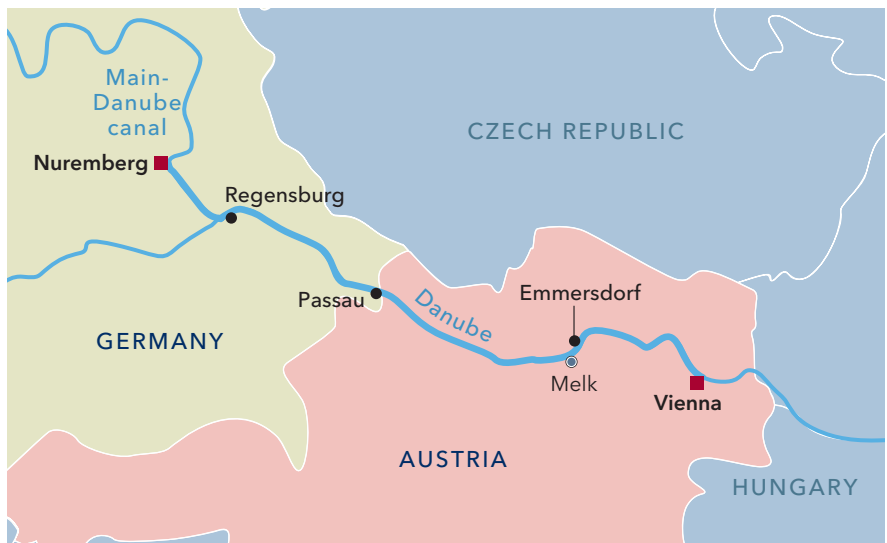 Main-
Danube
canal
CZECH REPUBLIC
Nuremberg
Regensburg
Passau
Danube
Emmersdorf
GERMANY
Melk
Vienna
AUSTRIA
HUNGARY